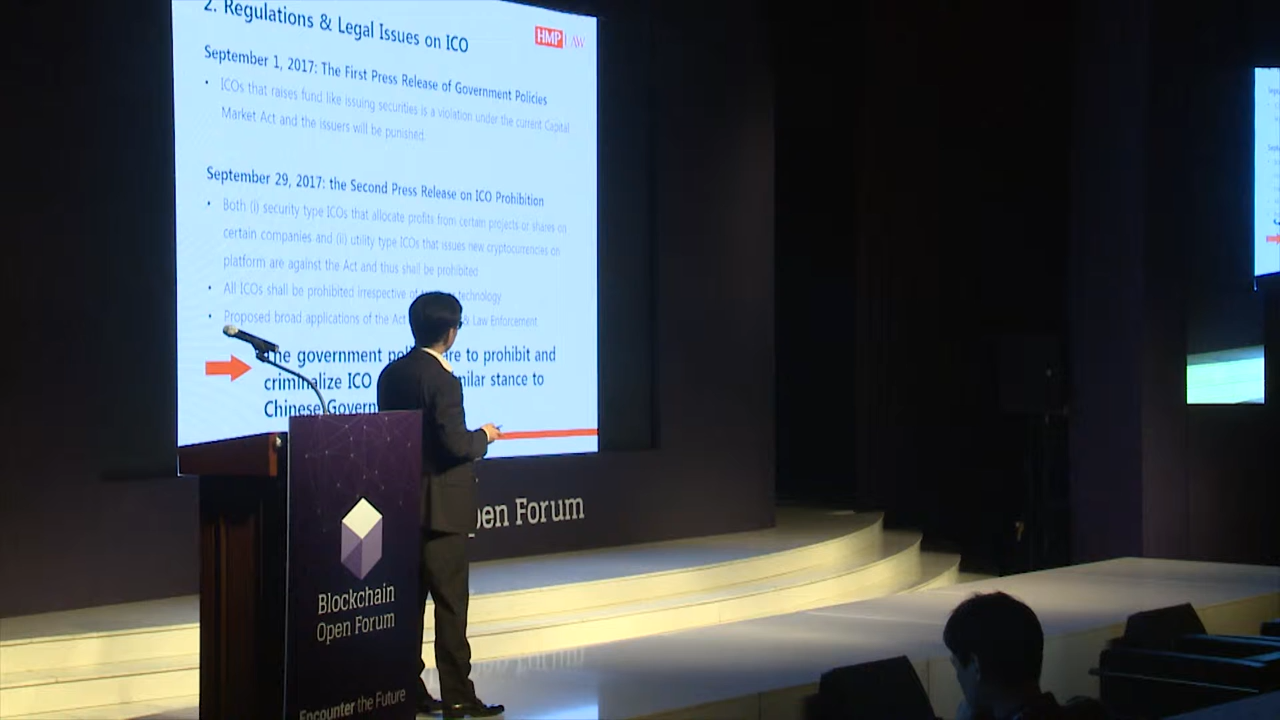 2. Regulations & Legal Issues on ICO
HMP LAW
September 1, 2017: The First Press Release of Government Policies
• ICOs that raises fund like issuing securities is a violation under the current Capital
Market Act and the issuers will be punished.
September 29, 2017: the Second Press Release on ICO Prohibition
• Both (i) security type ICOs that allocate profits from certain projects or shares on
certain companies and (ii) utility type ICOs that issues new cryptocurrencies on
platform are against the Act and thus shall be prohibited
• All ICOs shall be prohibited irrespective of technology
• Proposed broad applications of the Act & Law Enforcement
The government are to prohibit and
criminalize ICO stance to
Chinese
Open Forum
Blockchain
Open Forum
Encounter the Future